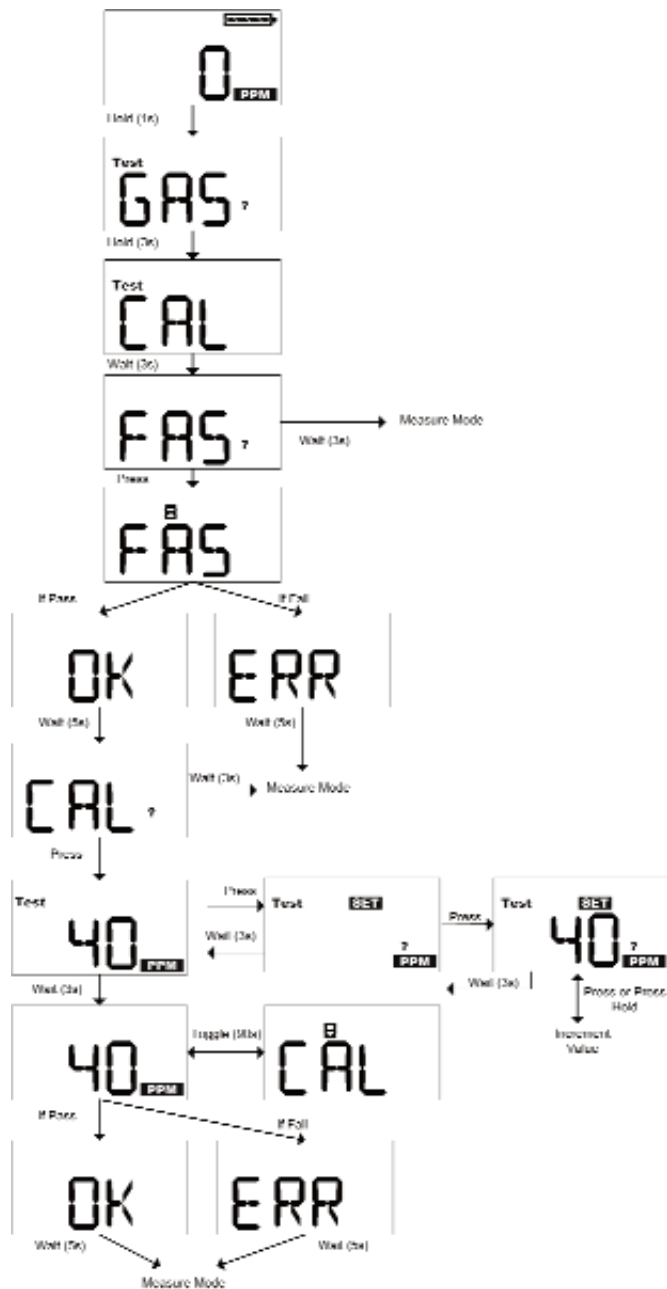 0 PPM
Hold (1s)
Test
GAS ?
Hold (3s)
Test
CAL
Wait (3s)
FAS ?
Wait (3s)
Measure Mode
Press
FAS
If Pass
If Fail
OK
ERR
Wait (5s)
Wait (5s)
CAL ?
Wait (3s)
Measure Mode
Press
Test
40 PPM
Press
Wait (3s)
Test SET
?
PPM
Press
Test SET
40 ?
PPM
Wait (3s)
Wait (3s)
Press or Press
Hold
Increment
Value
40 PPM
CAL
If Pass
If Fail
OK
ERR
Wait (5s)
Wait (5s)
Measure Mode